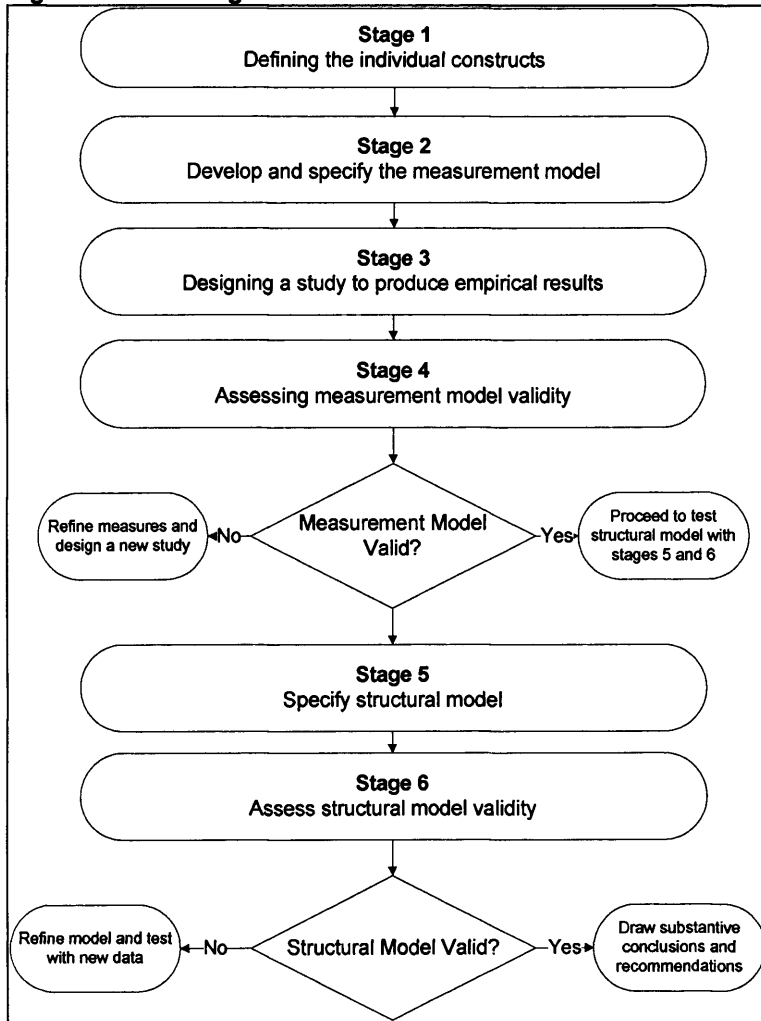 Stage 1
Defining the individual constructs
Stage 2
Develop and specify the measurement model
Stage 3
Designing a study to produce empirical results
Stage 4
Assessing measurement model validity
Refine measures and
design a new study
No
Measurement Model
Valid?
Yes
Proceed to test
structural model with
stages 5 and 6
Stage 5
Specify structural model
Stage 6
Assess structural model validity
Refine model and test
with new data
No
Structural Model Valid?
Yes
Draw substantive
conclusions and
recommendations